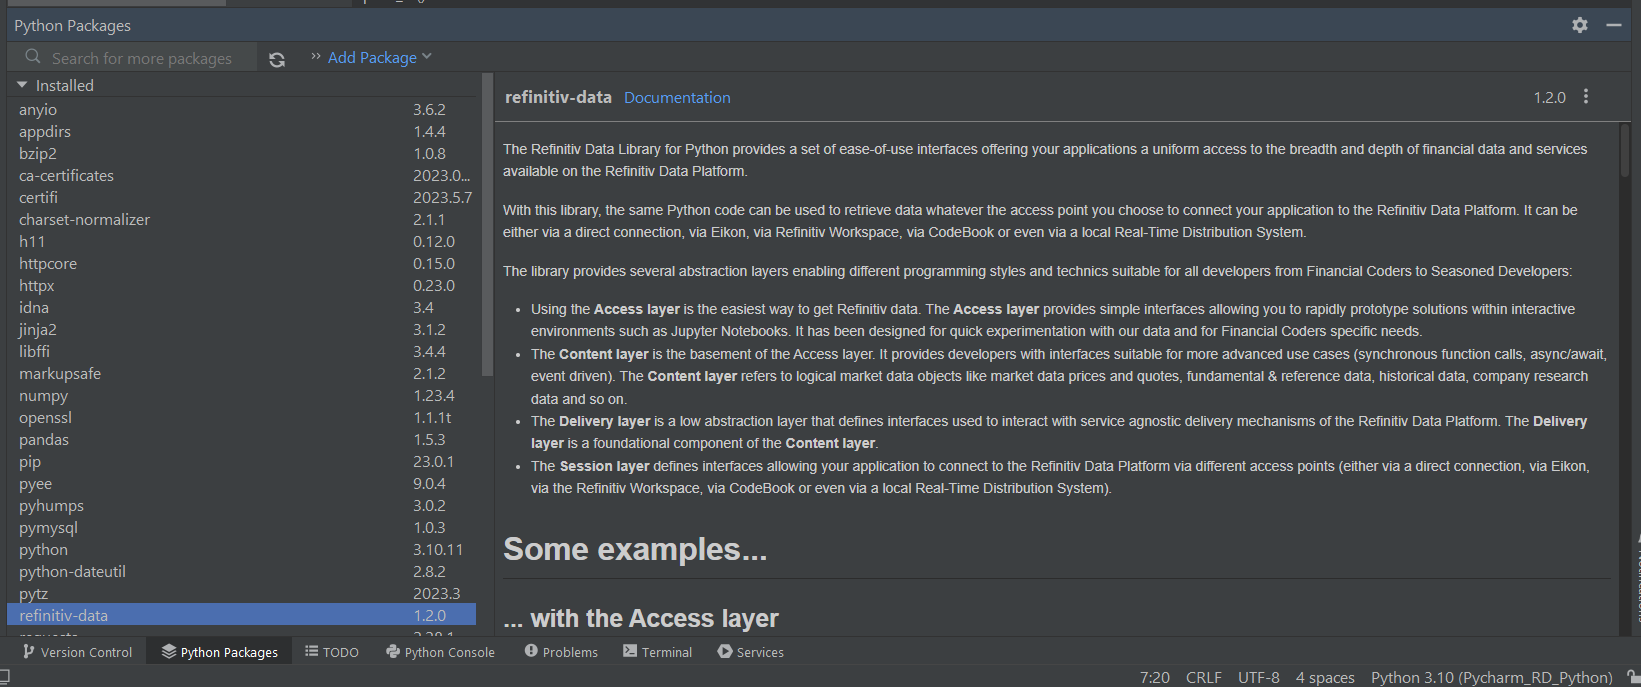 Python Packages
Search for more packages
» Add Package
Installed
anyio 3.6.2
appdirs 1.4.4
bzip2 1.0.8
ca-certificates 2023.0...
certifi 2023.5.7
charset-normalizer 2.1.1
h11 0.12.0
httpcore 0.15.0
httpx 0.23.0
idna 3.4
jinja2 3.1.2
libffi 3.4.4
markupsafe 2.1.2
numpy 1.23.4
openssl 1.1.1t
pandas 1.5.3
pip 23.0.1
pyee 9.0.4
pyhumps 3.0.2
pymysql 1.0.3
python 3.10.11
python-dateutil 2.8.2
pytz 2023.3
refinitiv-data 1.2.0
refinitiv-data Documentation 1.2.0
The Refinitiv Data Library for Python provides a set of ease-of-use interfaces offering your applications a uniform access to the breadth and depth of financial data and services
available on the Refinitiv Data Platform.
With this library, the same Python code can be used to retrieve data whatever the access point you choose to connect your application to the Refinitiv Data Platform. It can be
either via a direct connection, via Eikon, via Refinitiv Workspace, via CodeBook or even via a local Real-Time Distribution System.
The library provides several abstraction layers enabling different programming styles and technics suitable for all developers from Financial Coders to Seasoned Developers:
• Using the Access layer is the easiest way to get Refinitiv data. The Access layer provides simple interfaces allowing you to rapidly prototype solutions within interactive
environments such as Jupyter Notebooks. It has been designed for quick experimentation with our data and for Financial Coders specific needs.
• The Content layer is the basement of the Access layer. It provides developers with interfaces suitable for more advanced use cases (synchronous function calls, async/await,
event driven). The Content layer refers to logical market data objects like market data prices and quotes, fundamental & reference data, historical data, company research
data and so on.
• The Delivery layer is a low abstraction layer that defines interfaces used to interact with service agnostic delivery mechanisms of the Refinitiv Data Platform. The Delivery
layer is a foundational component of the Content layer.
• The Session layer defines interfaces allowing your application to connect to the Refinitiv Data Platform via different access points (either via a direct connection, via Eikon,
via the Refinitiv Workspace, via CodeBook or even via a local Real-Time Distribution System).
Some examples...
... with the Access layer
Version Control Python Packages TODO Python Console Problems Terminal Services
7:20 CRLF UTF-8 4 spaces Python 3.10 (Pycharm_RD_Python)